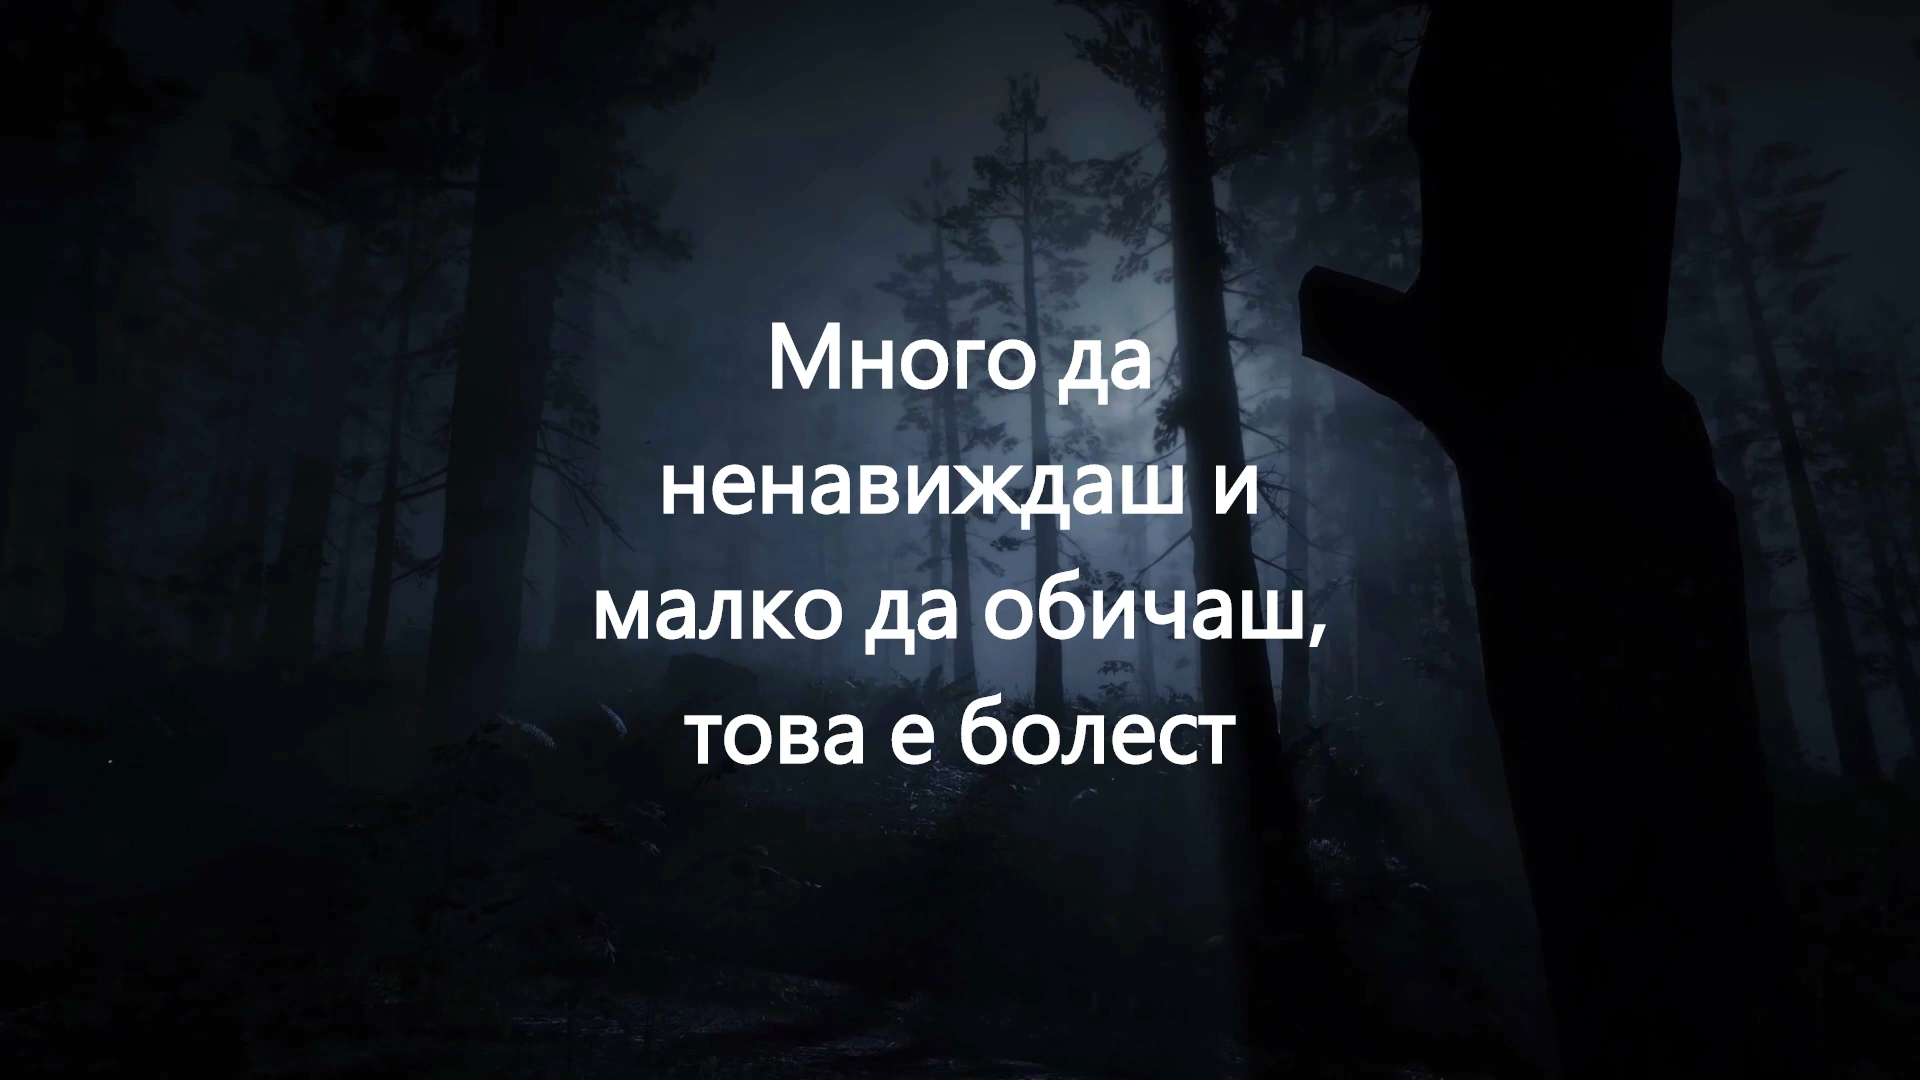 Много да
ненавиждаш и
малко да обичаш,
това е болест